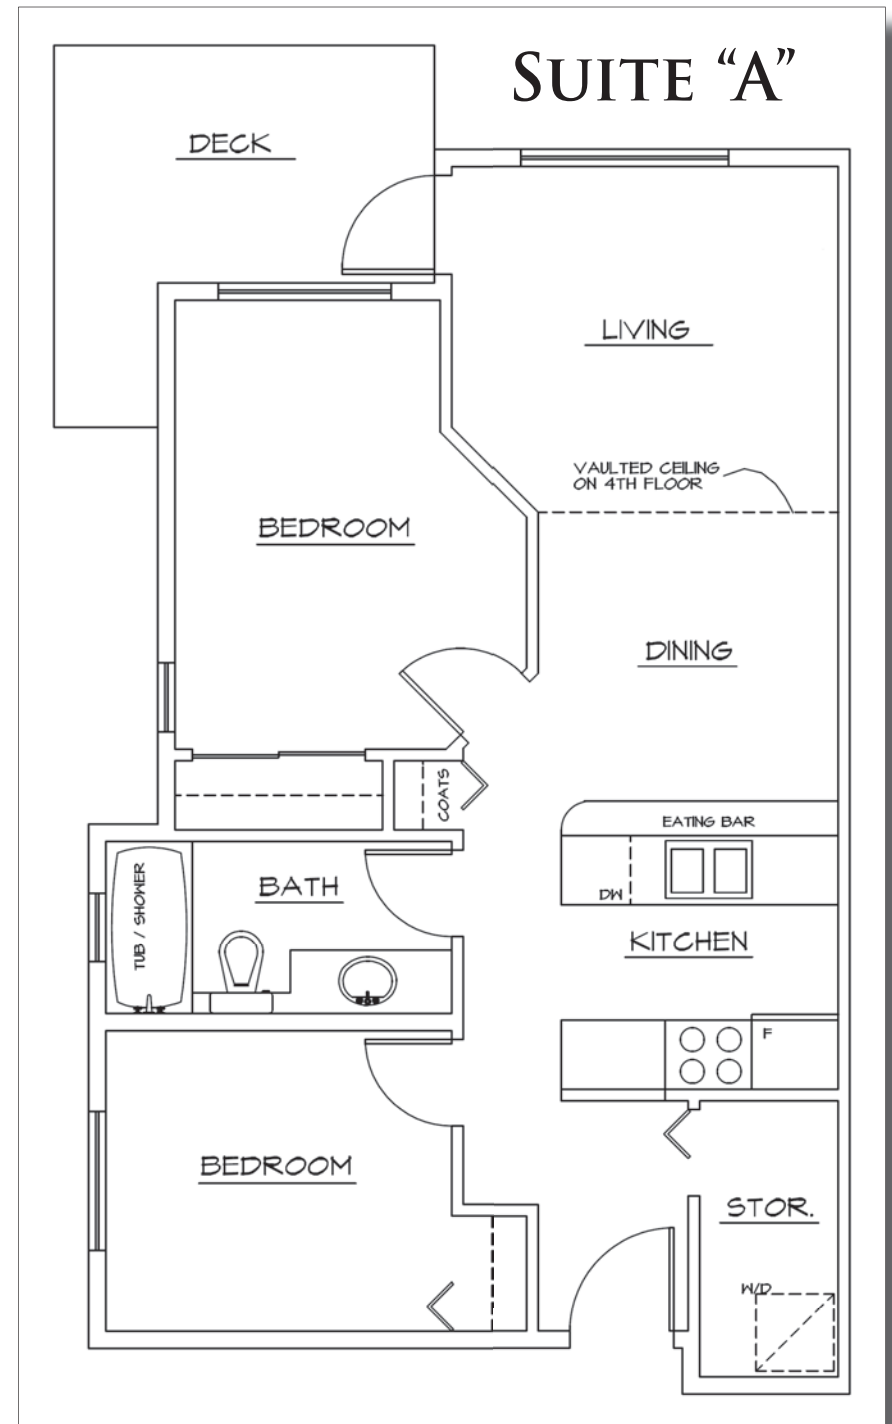 SUITE “A”
DECK
LIVING
VAULTED CEILING
ON 4TH FLOOR
BEDROOM
DINING
COATS
EATING BAR
DW
BATH
TUB / SHOWER
KITCHEN
F
BEDROOM
STOR.
W/D